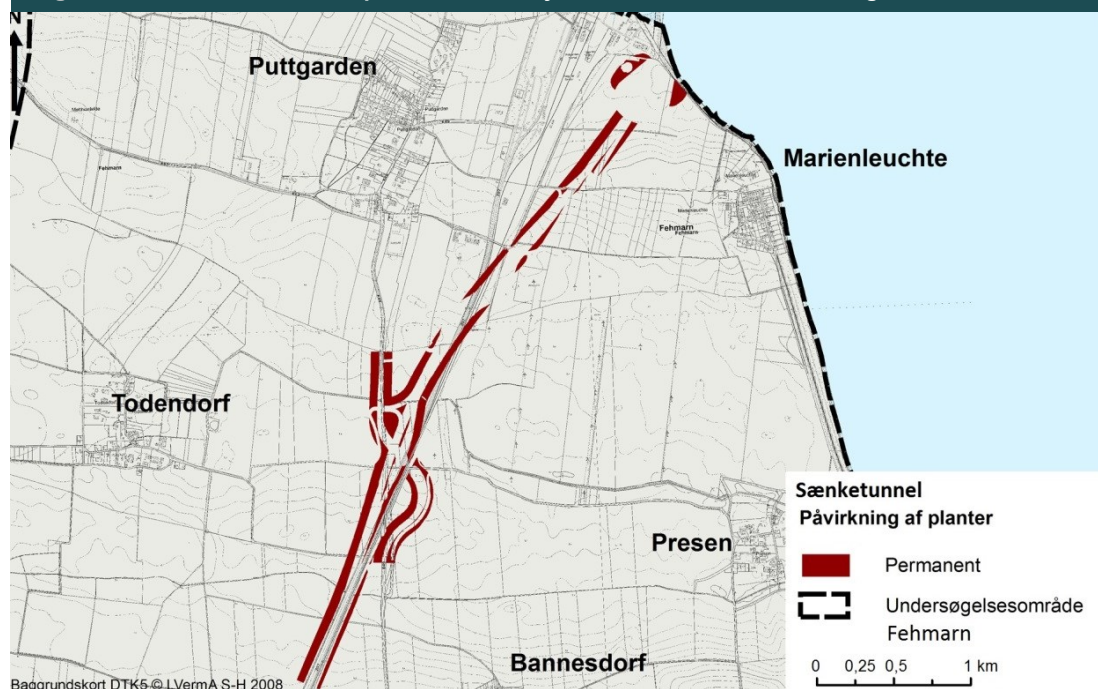 N
Puttgarden
Marienleuchte
Fehmarn
Todendorf
Sænketunnel
Påvirkning af planter
Presen
Permanent
Undersøgelsesområde
Fehmarn
Bannesdorf
0 0,25 0,5 1 km
Baggrundskort DTK5 © LVermA S-H 2008